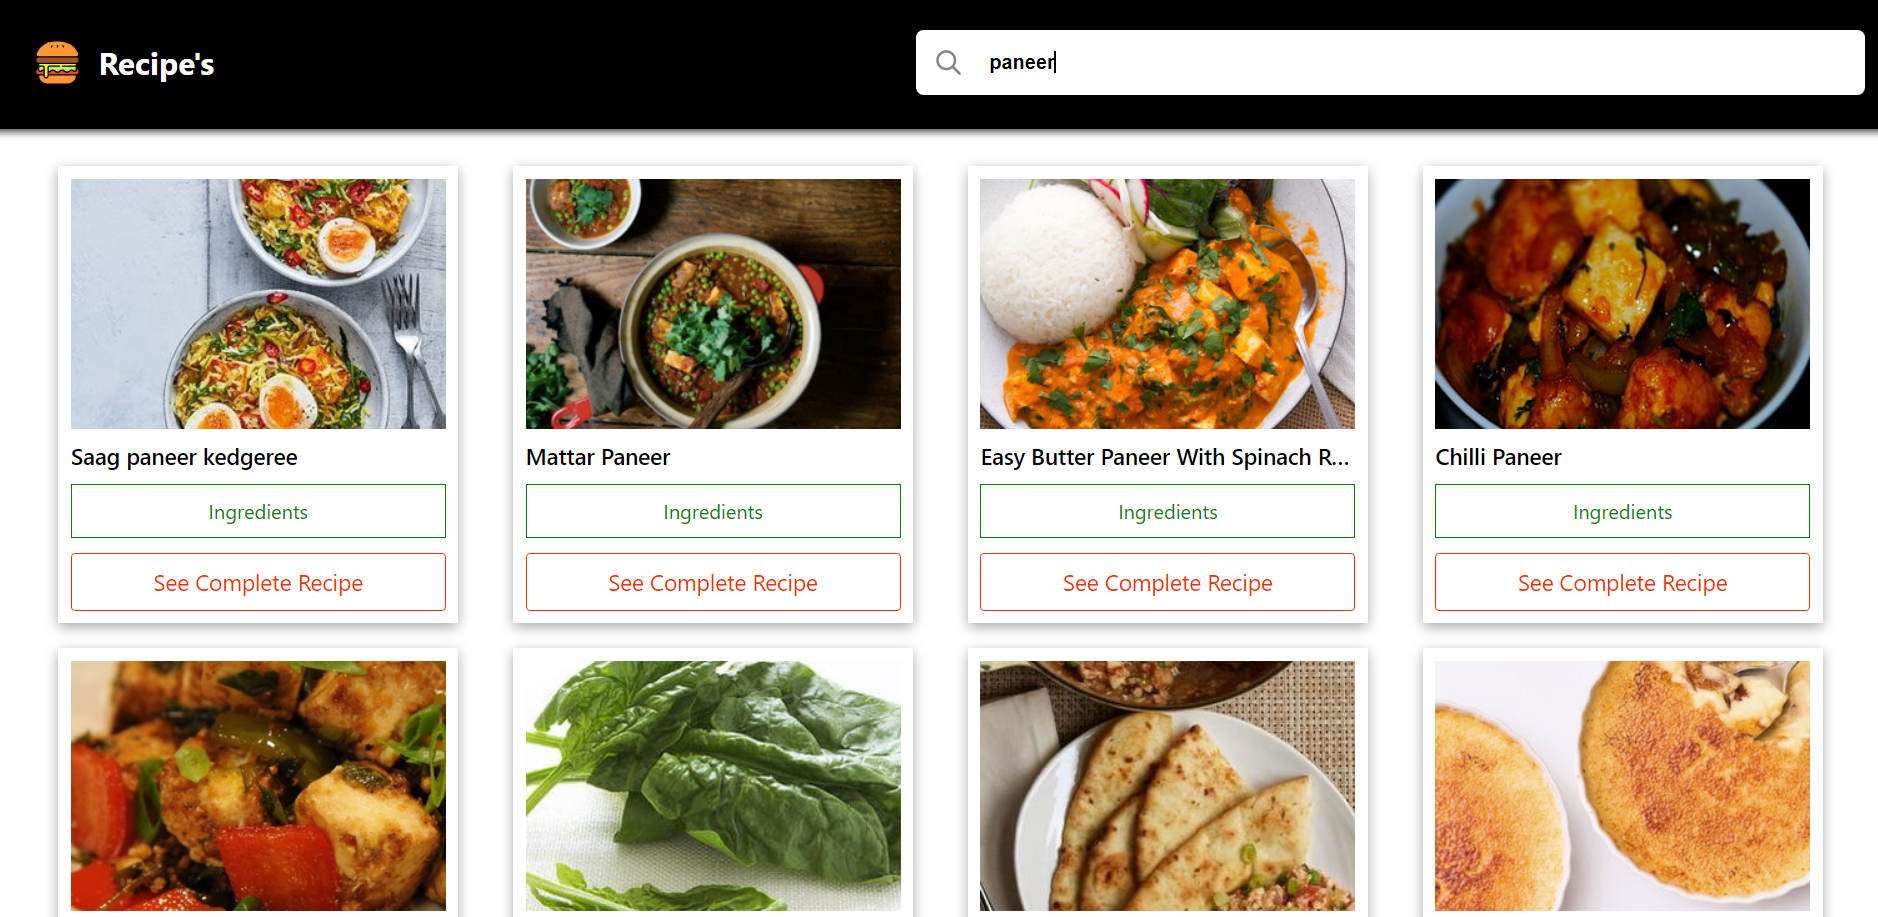 Recipe's
paneer
Saag paneer kedgeree
Mattar Paneer
Easy Butter Paneer With Spinach R...
Chilli Paneer
Ingredients
Ingredients
Ingredients
Ingredients
See Complete Recipe
See Complete Recipe
See Complete Recipe
See Complete Recipe